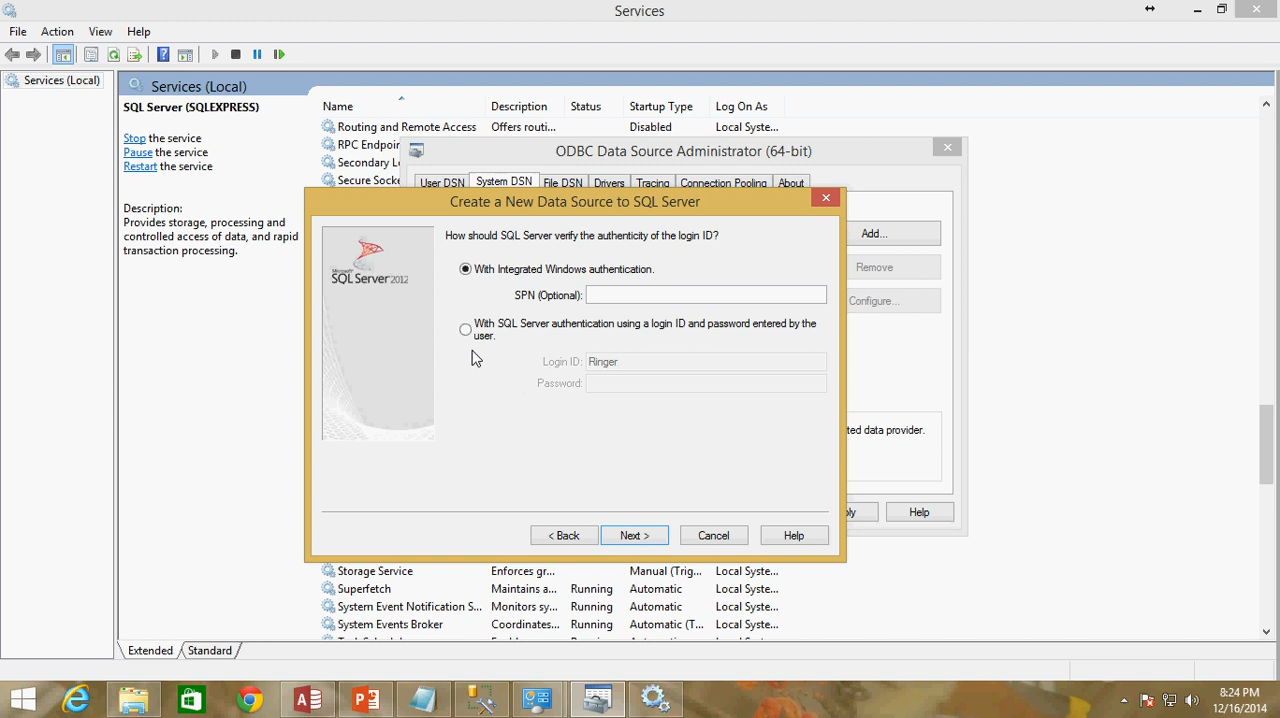 Services
File Action View Help
Services (Local)
Services (Local)
SQL Server (SQLEXPRESS)
Stop the service
Pause the service
Restart the service
Description:
Provides storage, processing and
controlled access of data, and rapid
transaction processing.
Name Description Status Startup Type Log On As
Routing and Remote Access Offers routi... Disabled Local Syste...
RPC Endpoi
Secondary L
Secure Socke
ODBC Data Source Administrator (64-bit)
User DSN System DSN File DSN Drivers Tracing Connection Pooling About
Add...
Remove
Configure...
ted data provider.
Help
Create a New Data Source to SQL Server
Microsoft
SQL Server 2012
How should SQL Server verify the authenticity of the login ID?
With Integrated Windows authentication.
SPN (Optional):
With SQL Server authentication using a login ID and password entered by the
user.
Login ID: Ringer
Password:
< Back Next > Cancel Help
Storage Service Enforces gr... Manual (Trig... Local Syste...
Superfetch Maintains a... Running Automatic Local Syste...
System Event Notification S... Monitors sy... Running Automatic Local Syste...
System Events Broker Coordinates... Running Automatic (T... Local Syste...
Extended Standard
8:24 PM
12/16/2014